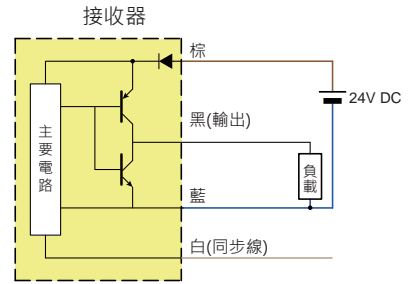 接收器
棕
24V DC
黑(輸出)
主要電路
負載
藍
白(同步線)